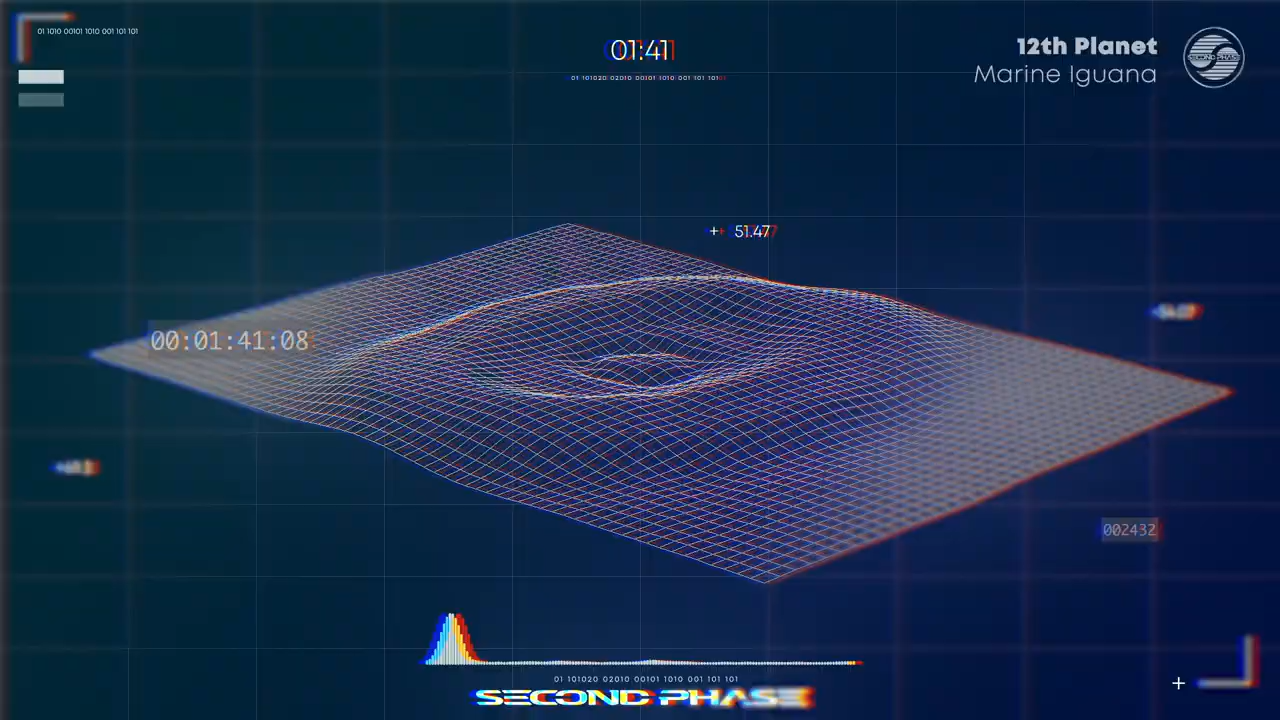 01 1010 00101 1010 001 101 101
01:41
01 101020 02010 00101 1010 001 101 101
12th Planet
Marine Iguana
SECOND PHASE
51.47
00:01:41:08
002432
01 101020 02010 00101 1010 001 101 101
SECOND PHASE